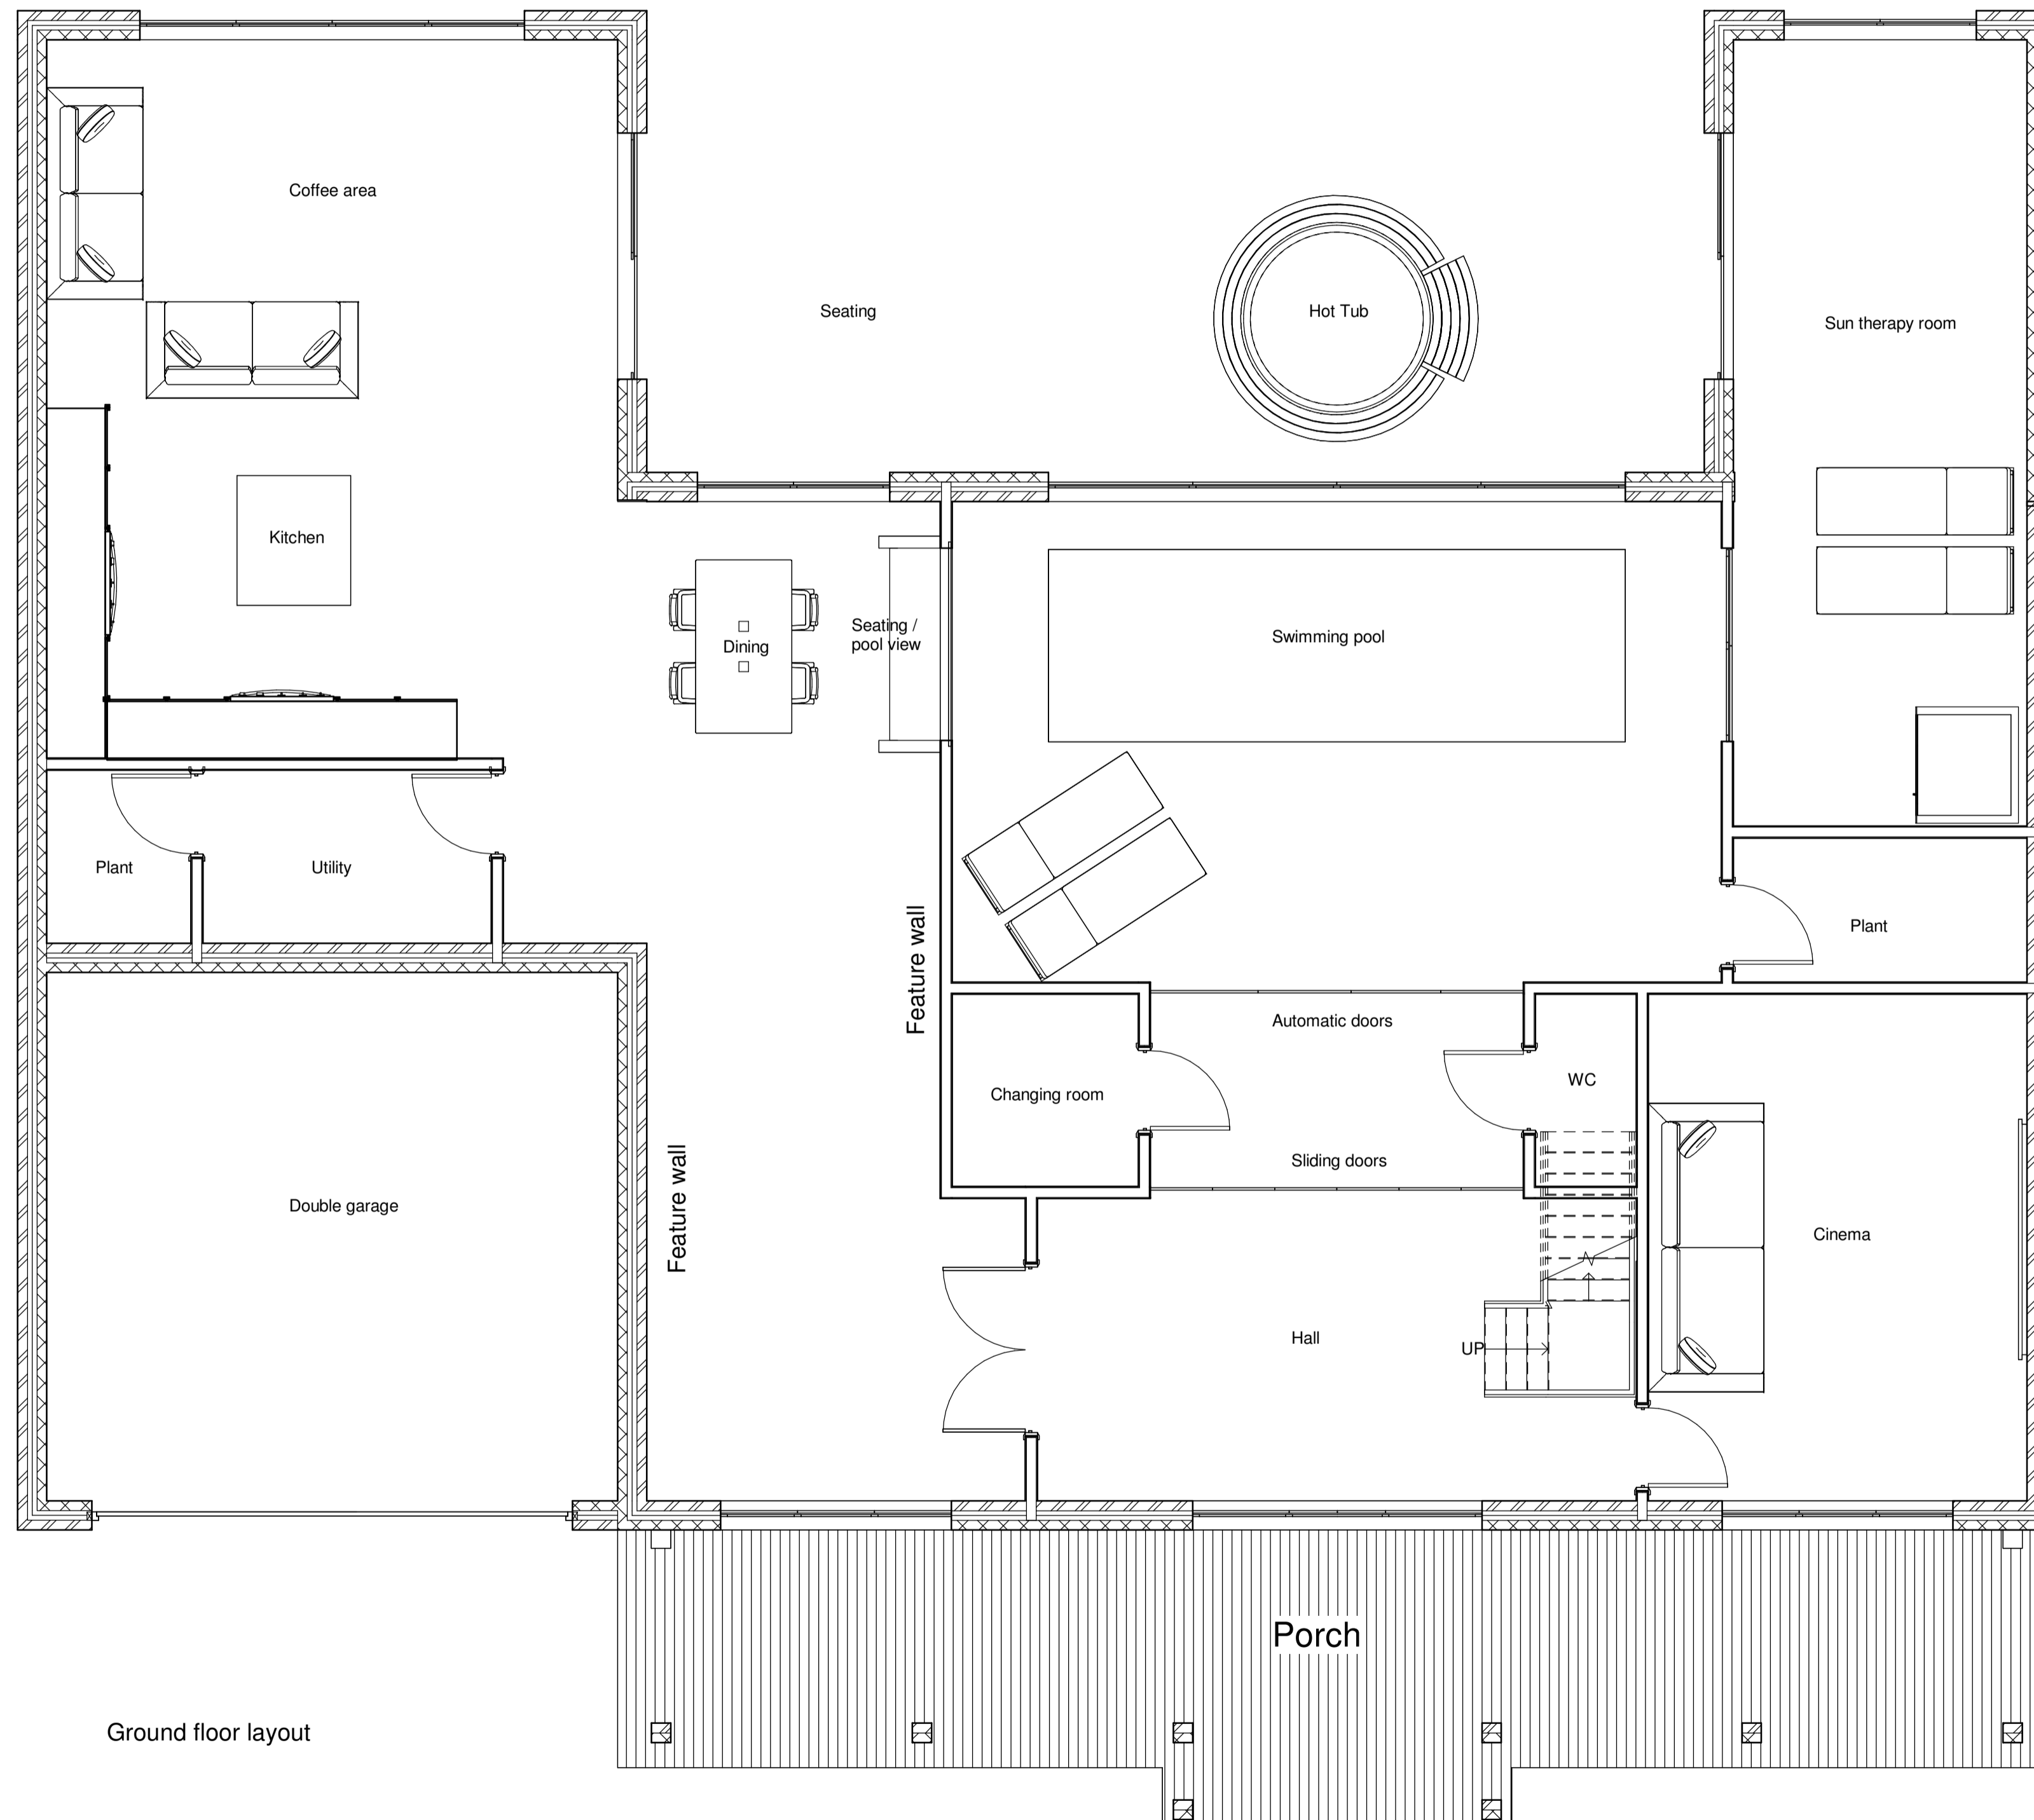 Coffee area
Seating
Hot Tub
Sun therapy room
Kitchen
Dining
Seating /
pool view
Swimming pool
Plant
Utility
Feature wall
Plant
Automatic doors
Changing room
WC
Sliding doors
Double garage
Feature wall
Cinema
Hall
UP
Porch
Ground floor layout